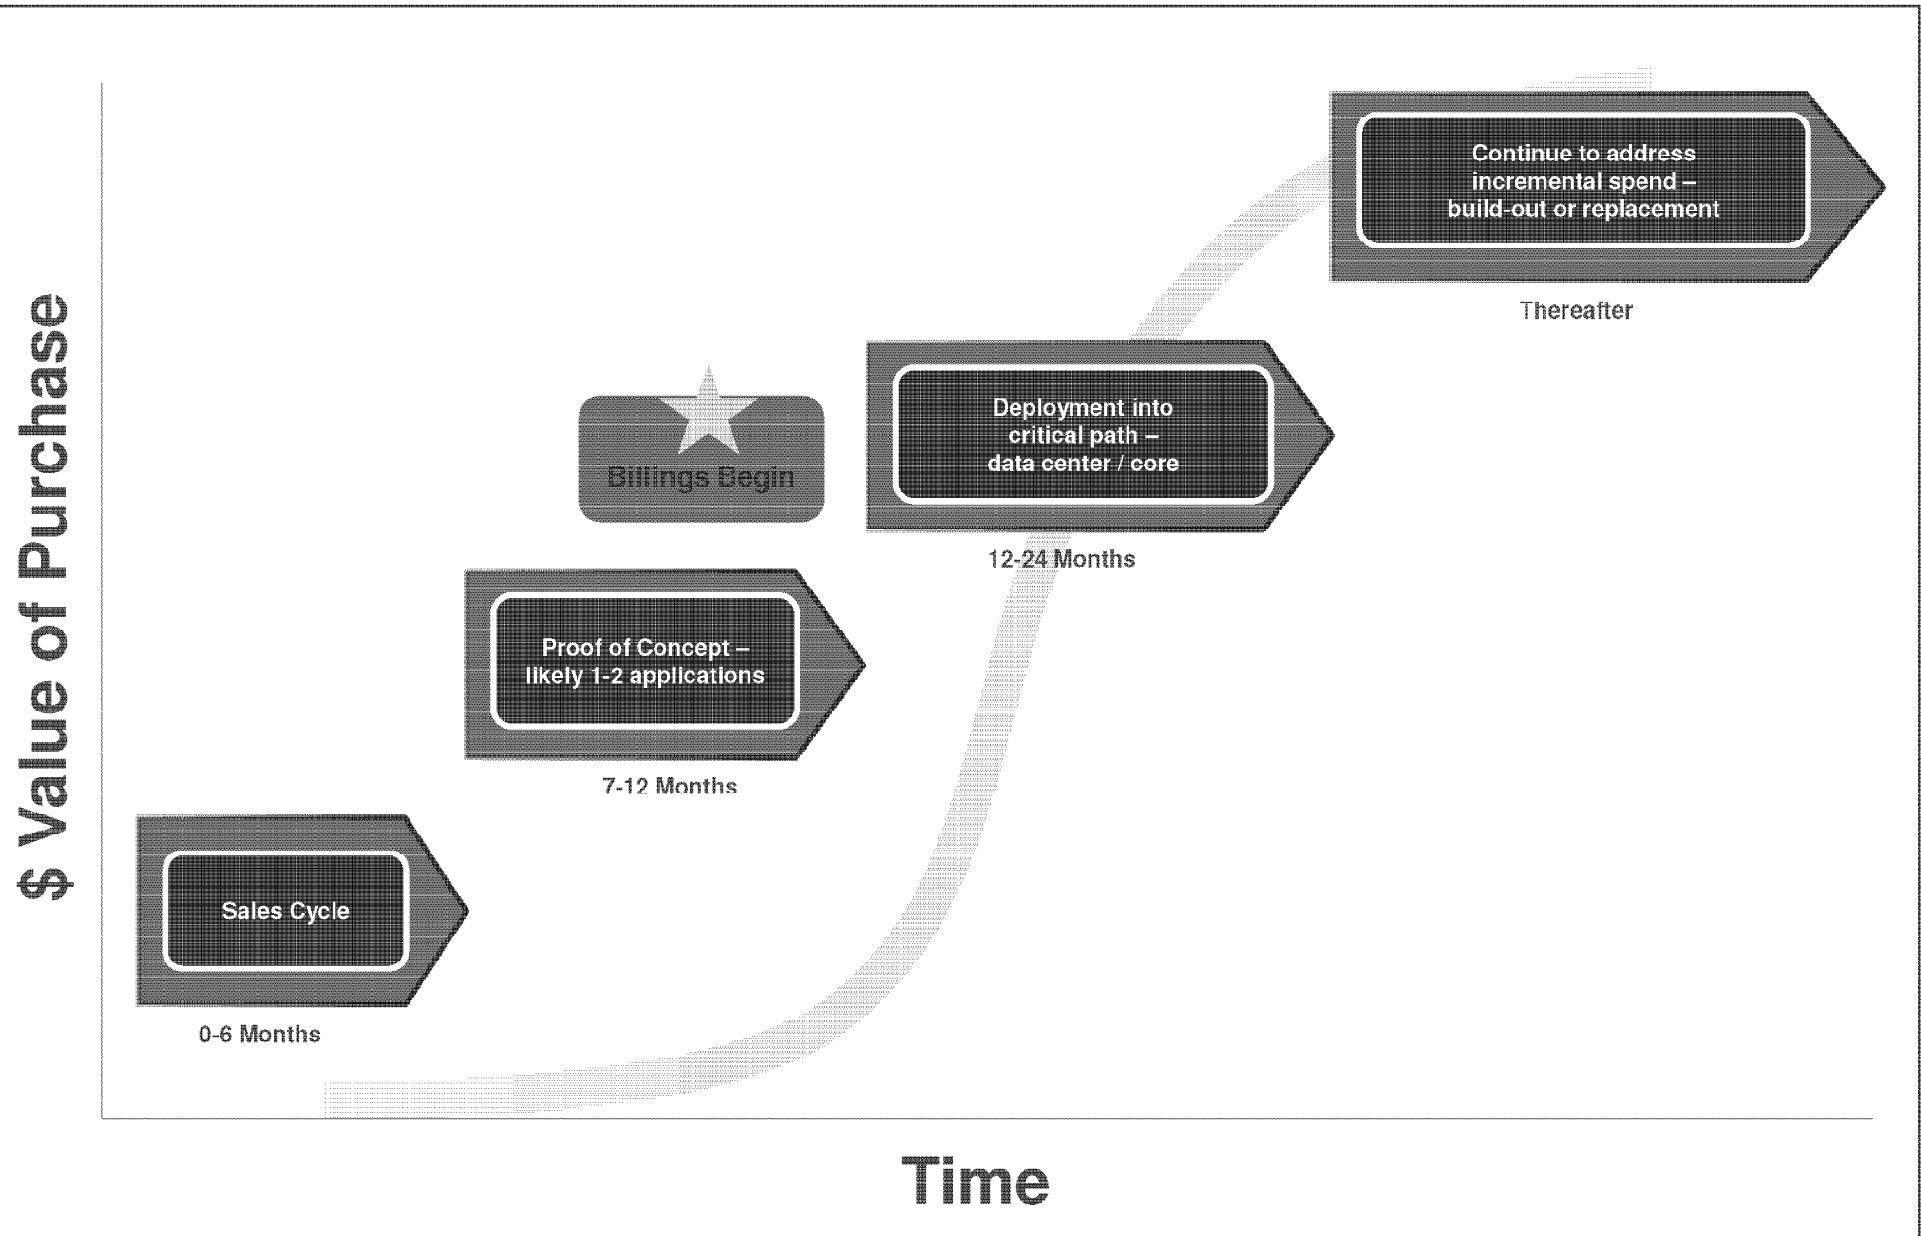 $ Value of Purchase
Continue to address
incremental spend –
build-out or replacement
Thereafter
Deployment into
critical path –
data center / core
12-24 Months
Billings Begin
Proof of Concept –
likely 1-2 applications
7-12 Months
Sales Cycle
0-6 Months
Time